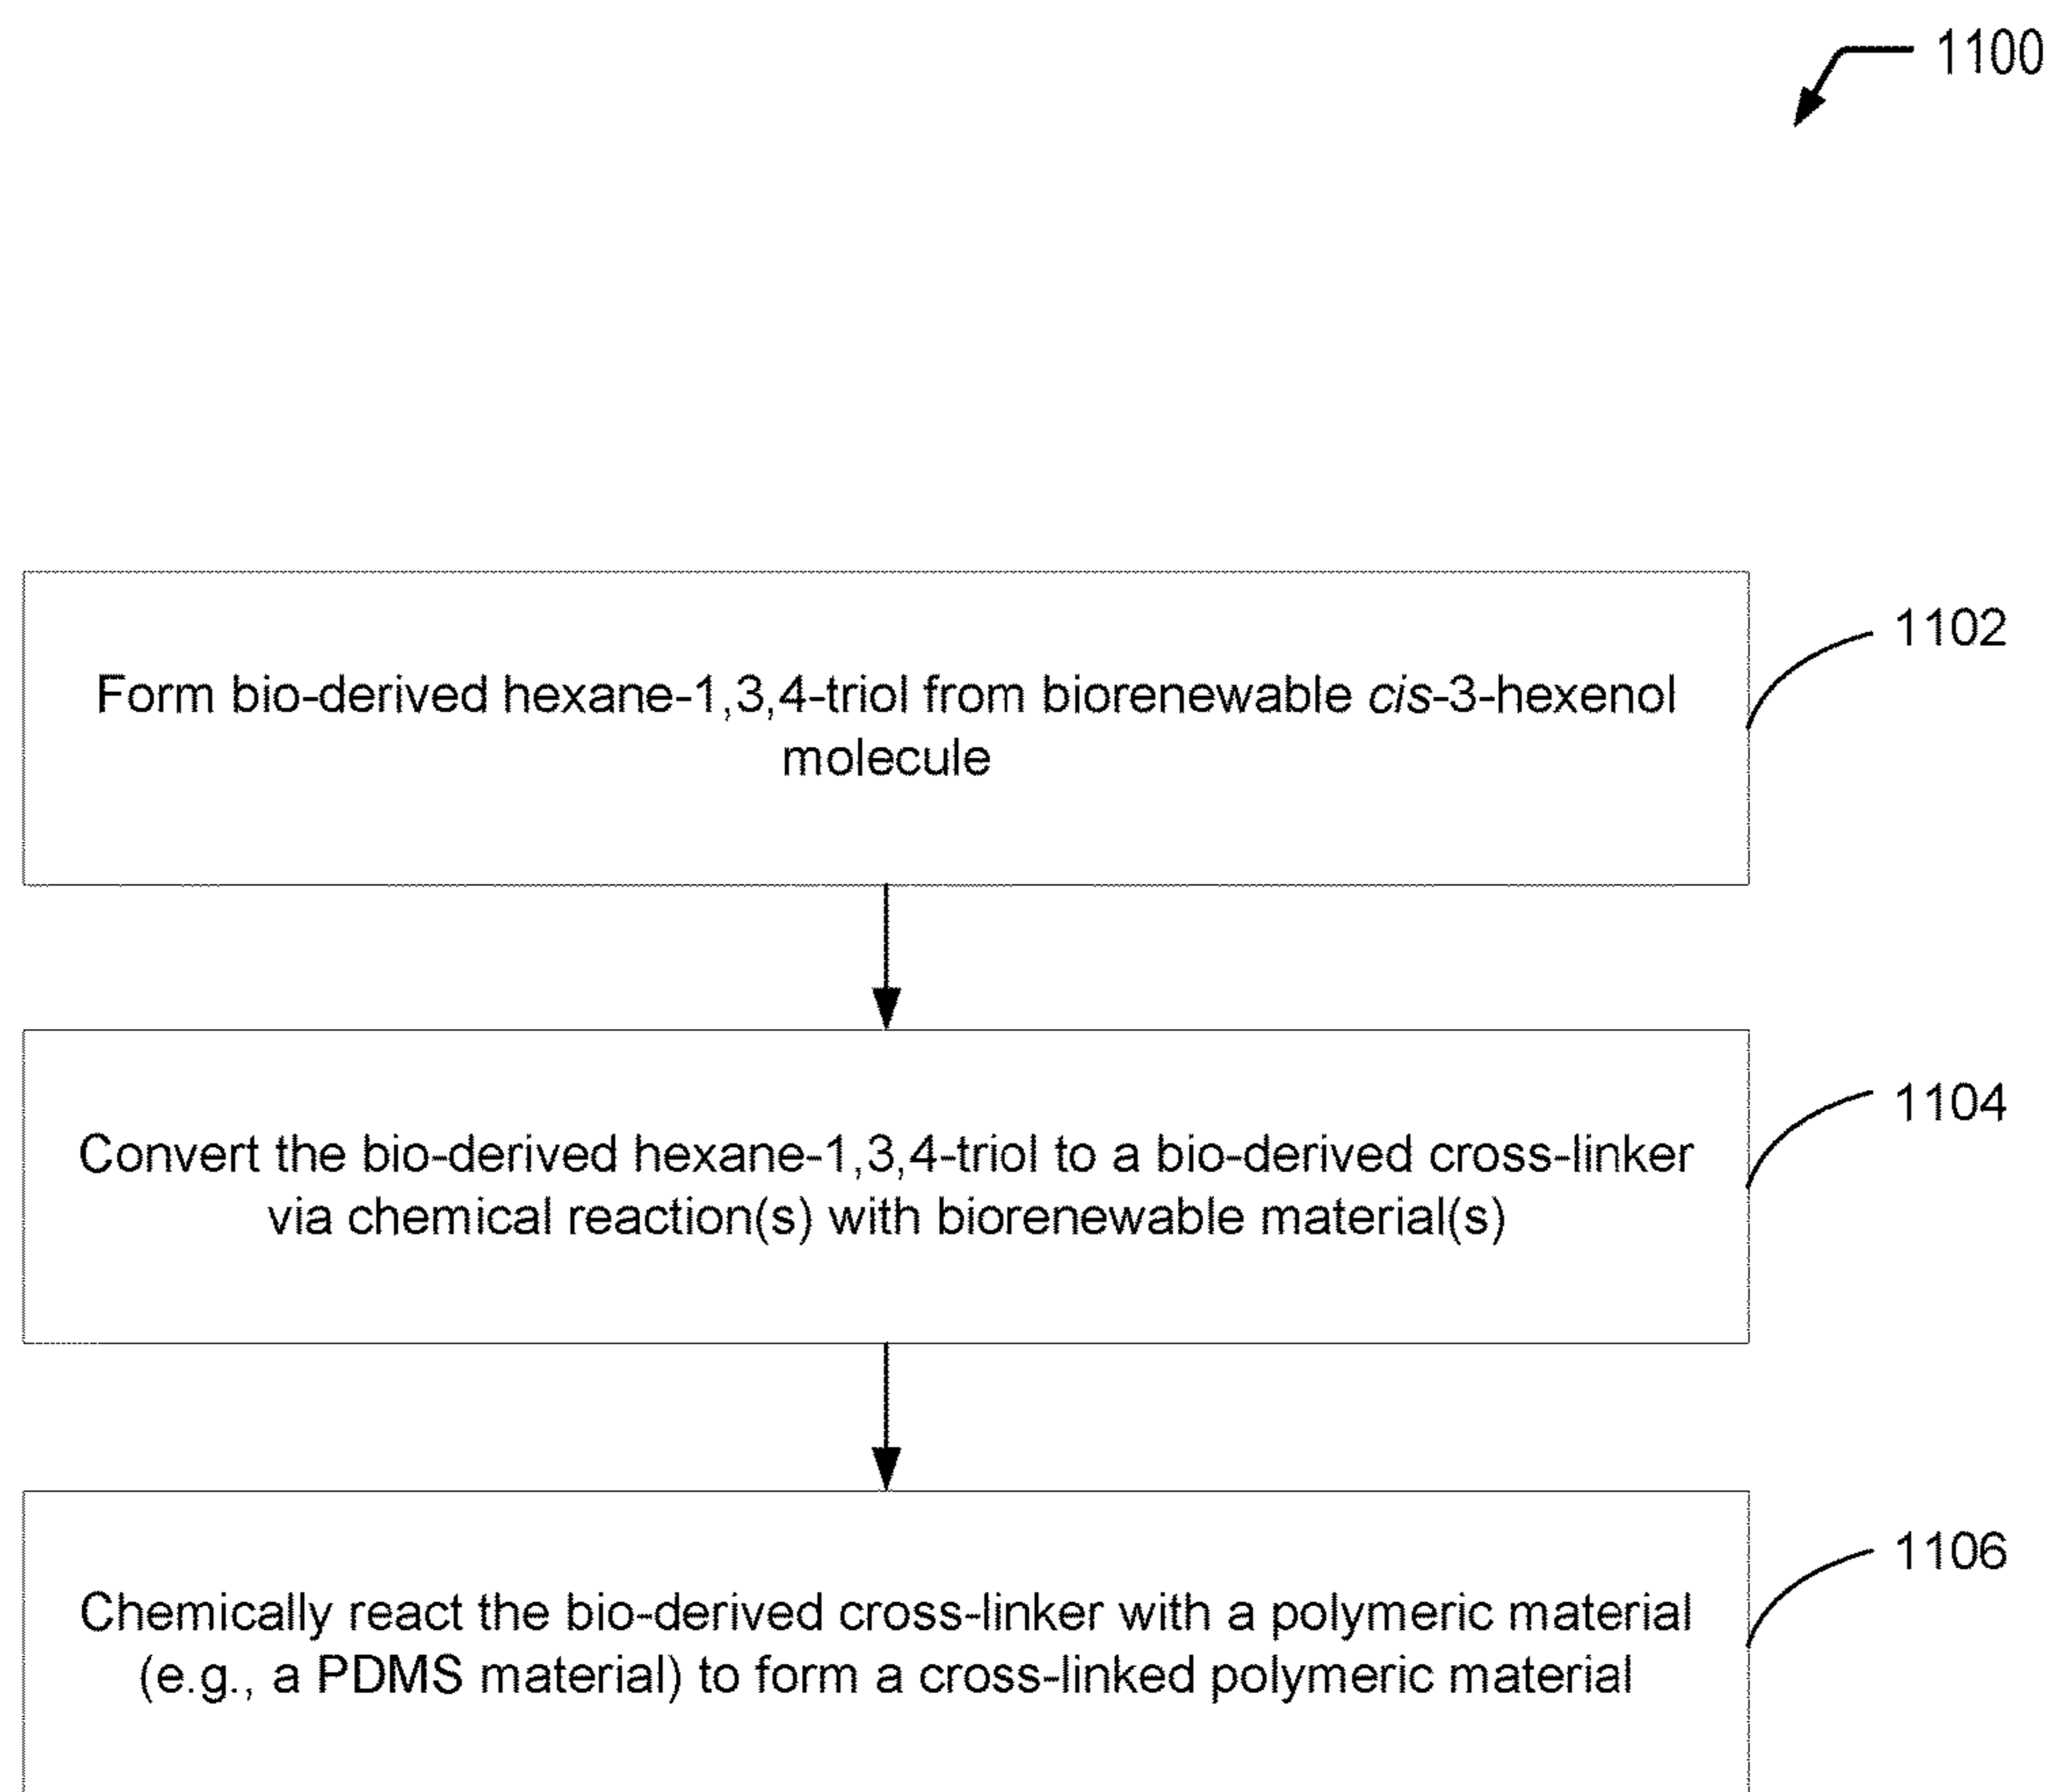 1100
Form bio-derived hexane-1,3,4-triol from biorenewable cis-3-hexenol
molecule
1102
Convert the bio-derived hexane-1,3,4-triol to a bio-derived cross-linker
via chemical reaction(s) with biorenewable material(s)
1104
Chemically react the bio-derived cross-linker with a polymeric material
(e.g., a PDMS material) to form a cross-linked polymeric material
1106